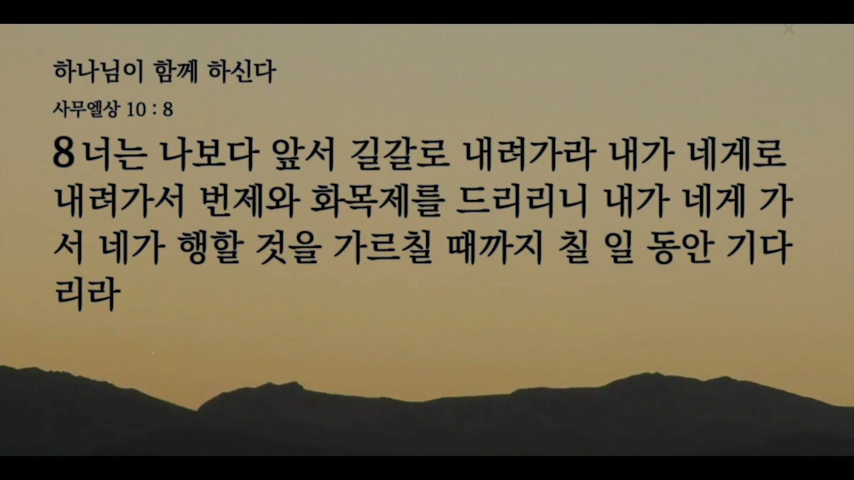 하나님이 함께 하신다
사무엘상 10 : 8
8 너는 나보다 앞서 길갈로 내려가라 내가 네게로
내려가서 번제와 화목제를 드리리니 내가 네게 가
서 네가 행할 것을 가르칠 때까지 칠 일 동안 기다
리라